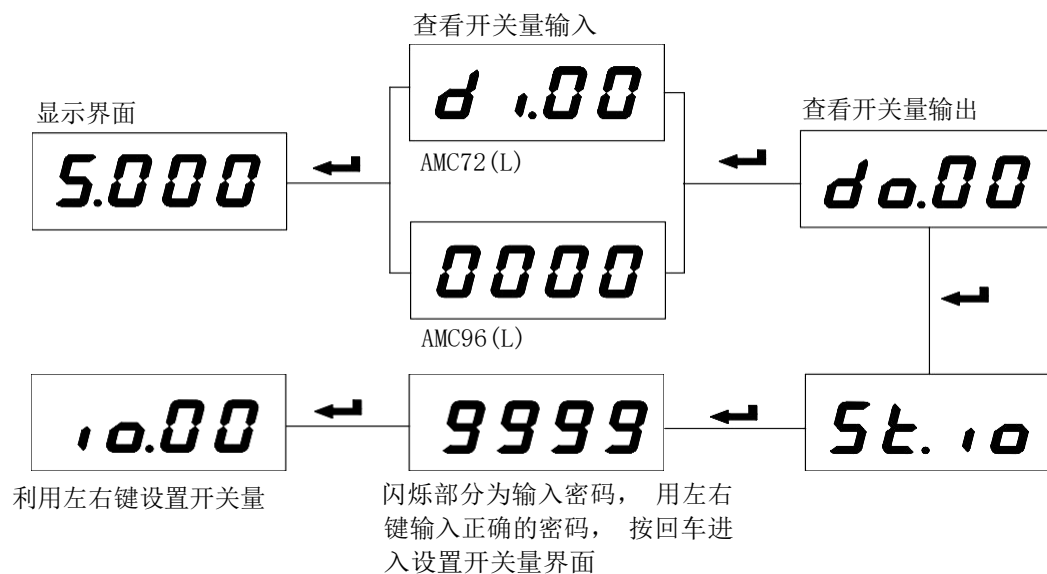 查看开关量输入
di.00
显示界面
查看开关量输出
5.000
AMC72(L)
do.00
0000
AMC96(L)
io.00
9999
St.io
利用左右键设置开关量
闪烁部分为输入密码， 用左右
键输入正确的密码， 按回车进
入设置开关量界面